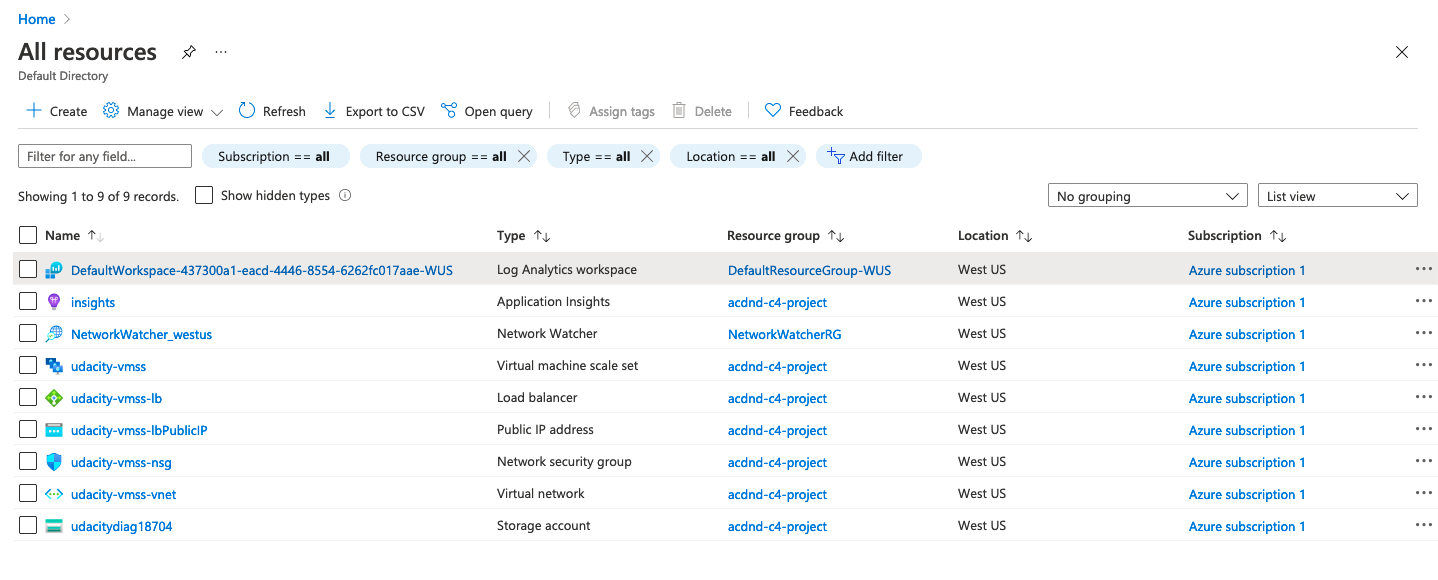 Home
All resources
Default Directory
Create Manage view Refresh Export to CSV Open query Assign tags Delete Feedback
Filter for any field... Subscription == all Resource group == all Type == all Location == all Add filter
Showing 1 to 9 of 9 records. Show hidden types No grouping List view
Name Type Resource group Location Subscription
DefaultWorkspace-437300a1-eacd-4446-8554-6262fc017aae-WUS Log Analytics workspace DefaultResourceGroup-WUS West US Azure subscription 1
insights Application Insights acdnd-c4-project West US Azure subscription 1
NetworkWatcher_westus Network Watcher NetworkWatcherRG West US Azure subscription 1
udacity-vmss Virtual machine scale set acdnd-c4-project West US Azure subscription 1
udacity-vmss-lb Load balancer acdnd-c4-project West US Azure subscription 1
udacity-vmss-lbPublicIP Public IP address acdnd-c4-project West US Azure subscription 1
udacity-vmss-nsg Network security group acdnd-c4-project West US Azure subscription 1
udacity-vmss-vnet Virtual network acdnd-c4-project West US Azure subscription 1
udacitydiag18704 Storage account acdnd-c4-project West US Azure subscription 1